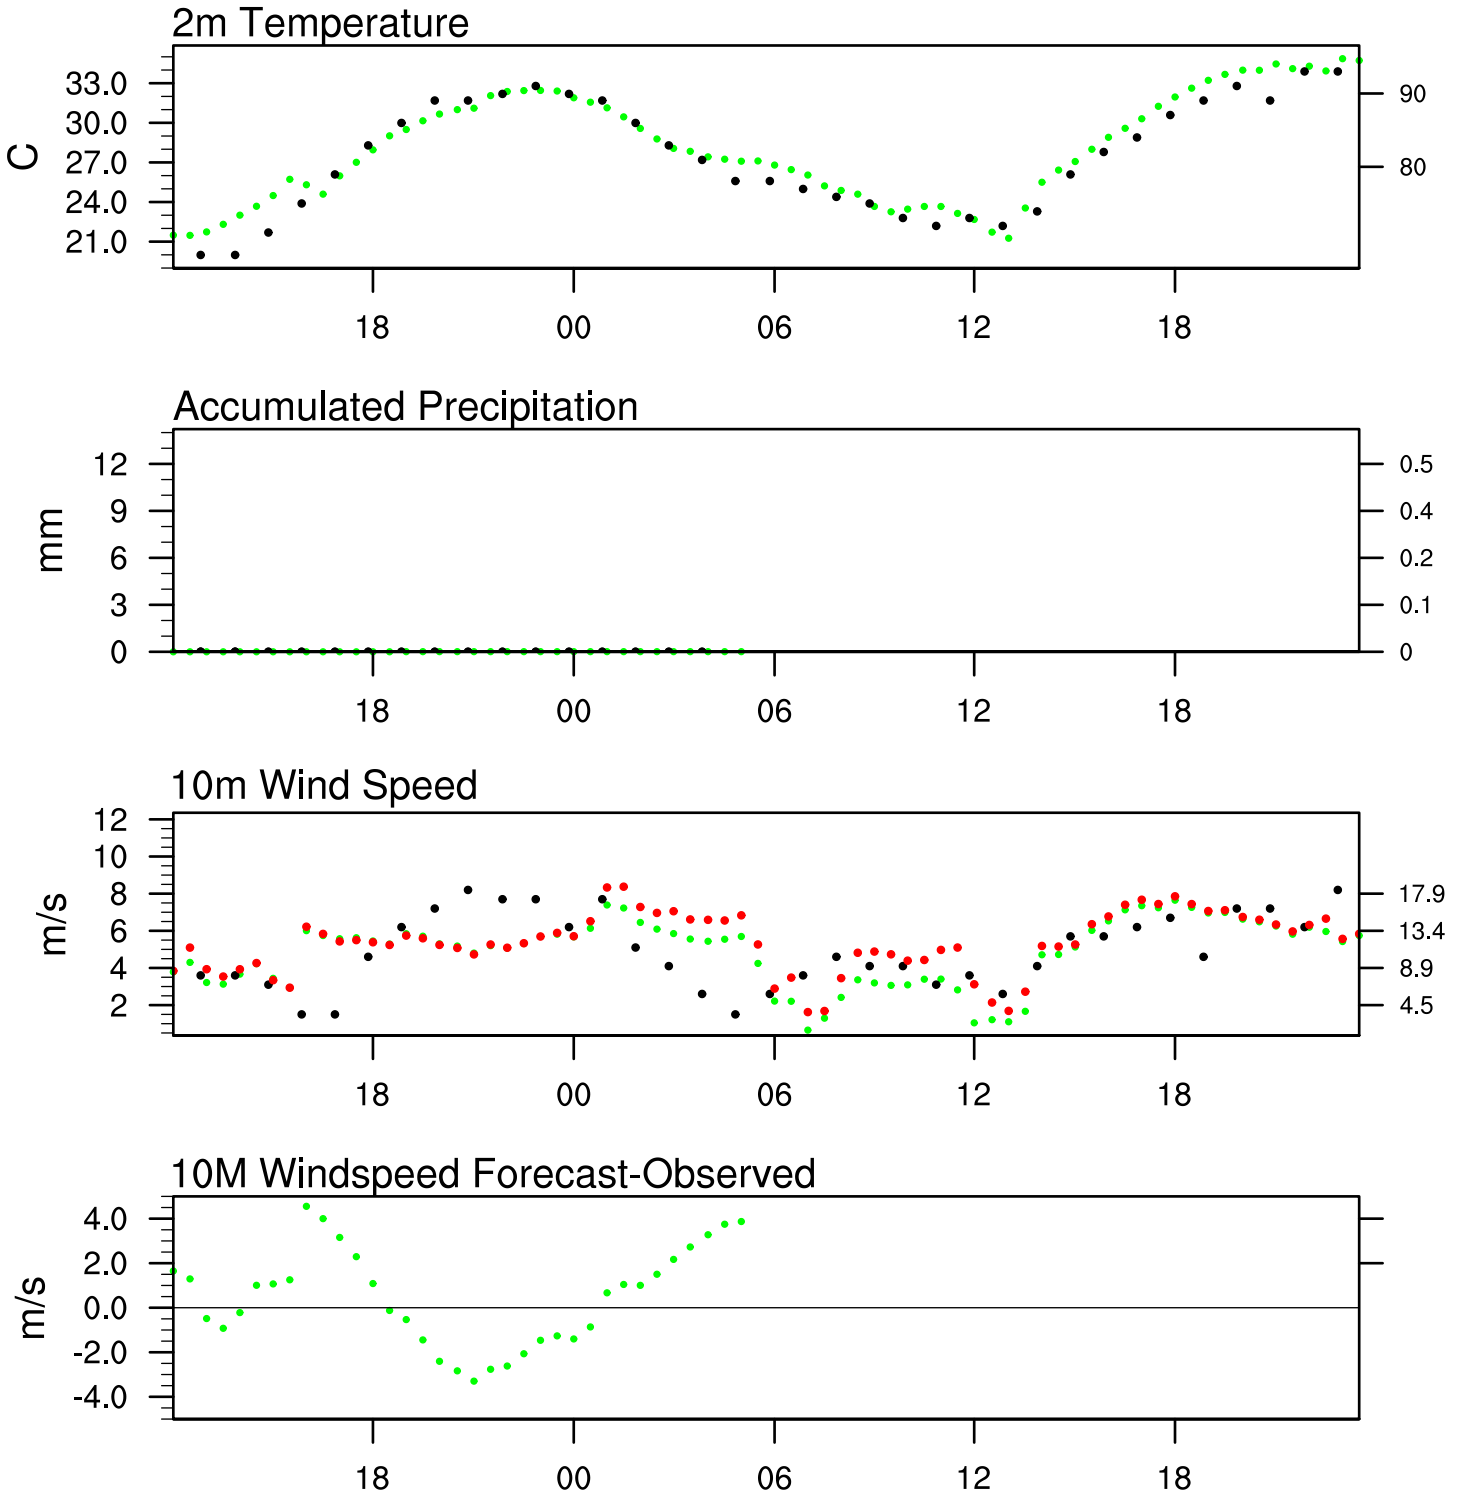 2m Temperature
33.0
30.0
27.0
24.0
21.0
C
90
80
18 00 06 12 18
Accumulated Precipitation
12
9
6
3
0
mm
0.5
0.4
0.2
0.1
0
18 00 06 12 18
10m Wind Speed
12
10
8
6
4
2
m/s
17.9
13.4
8.9
4.5
18 00 06 12 18
10M Windspeed Forecast-Observed
4.0
2.0
0.0
-2.0
-4.0
m/s
18 00 06 12 18